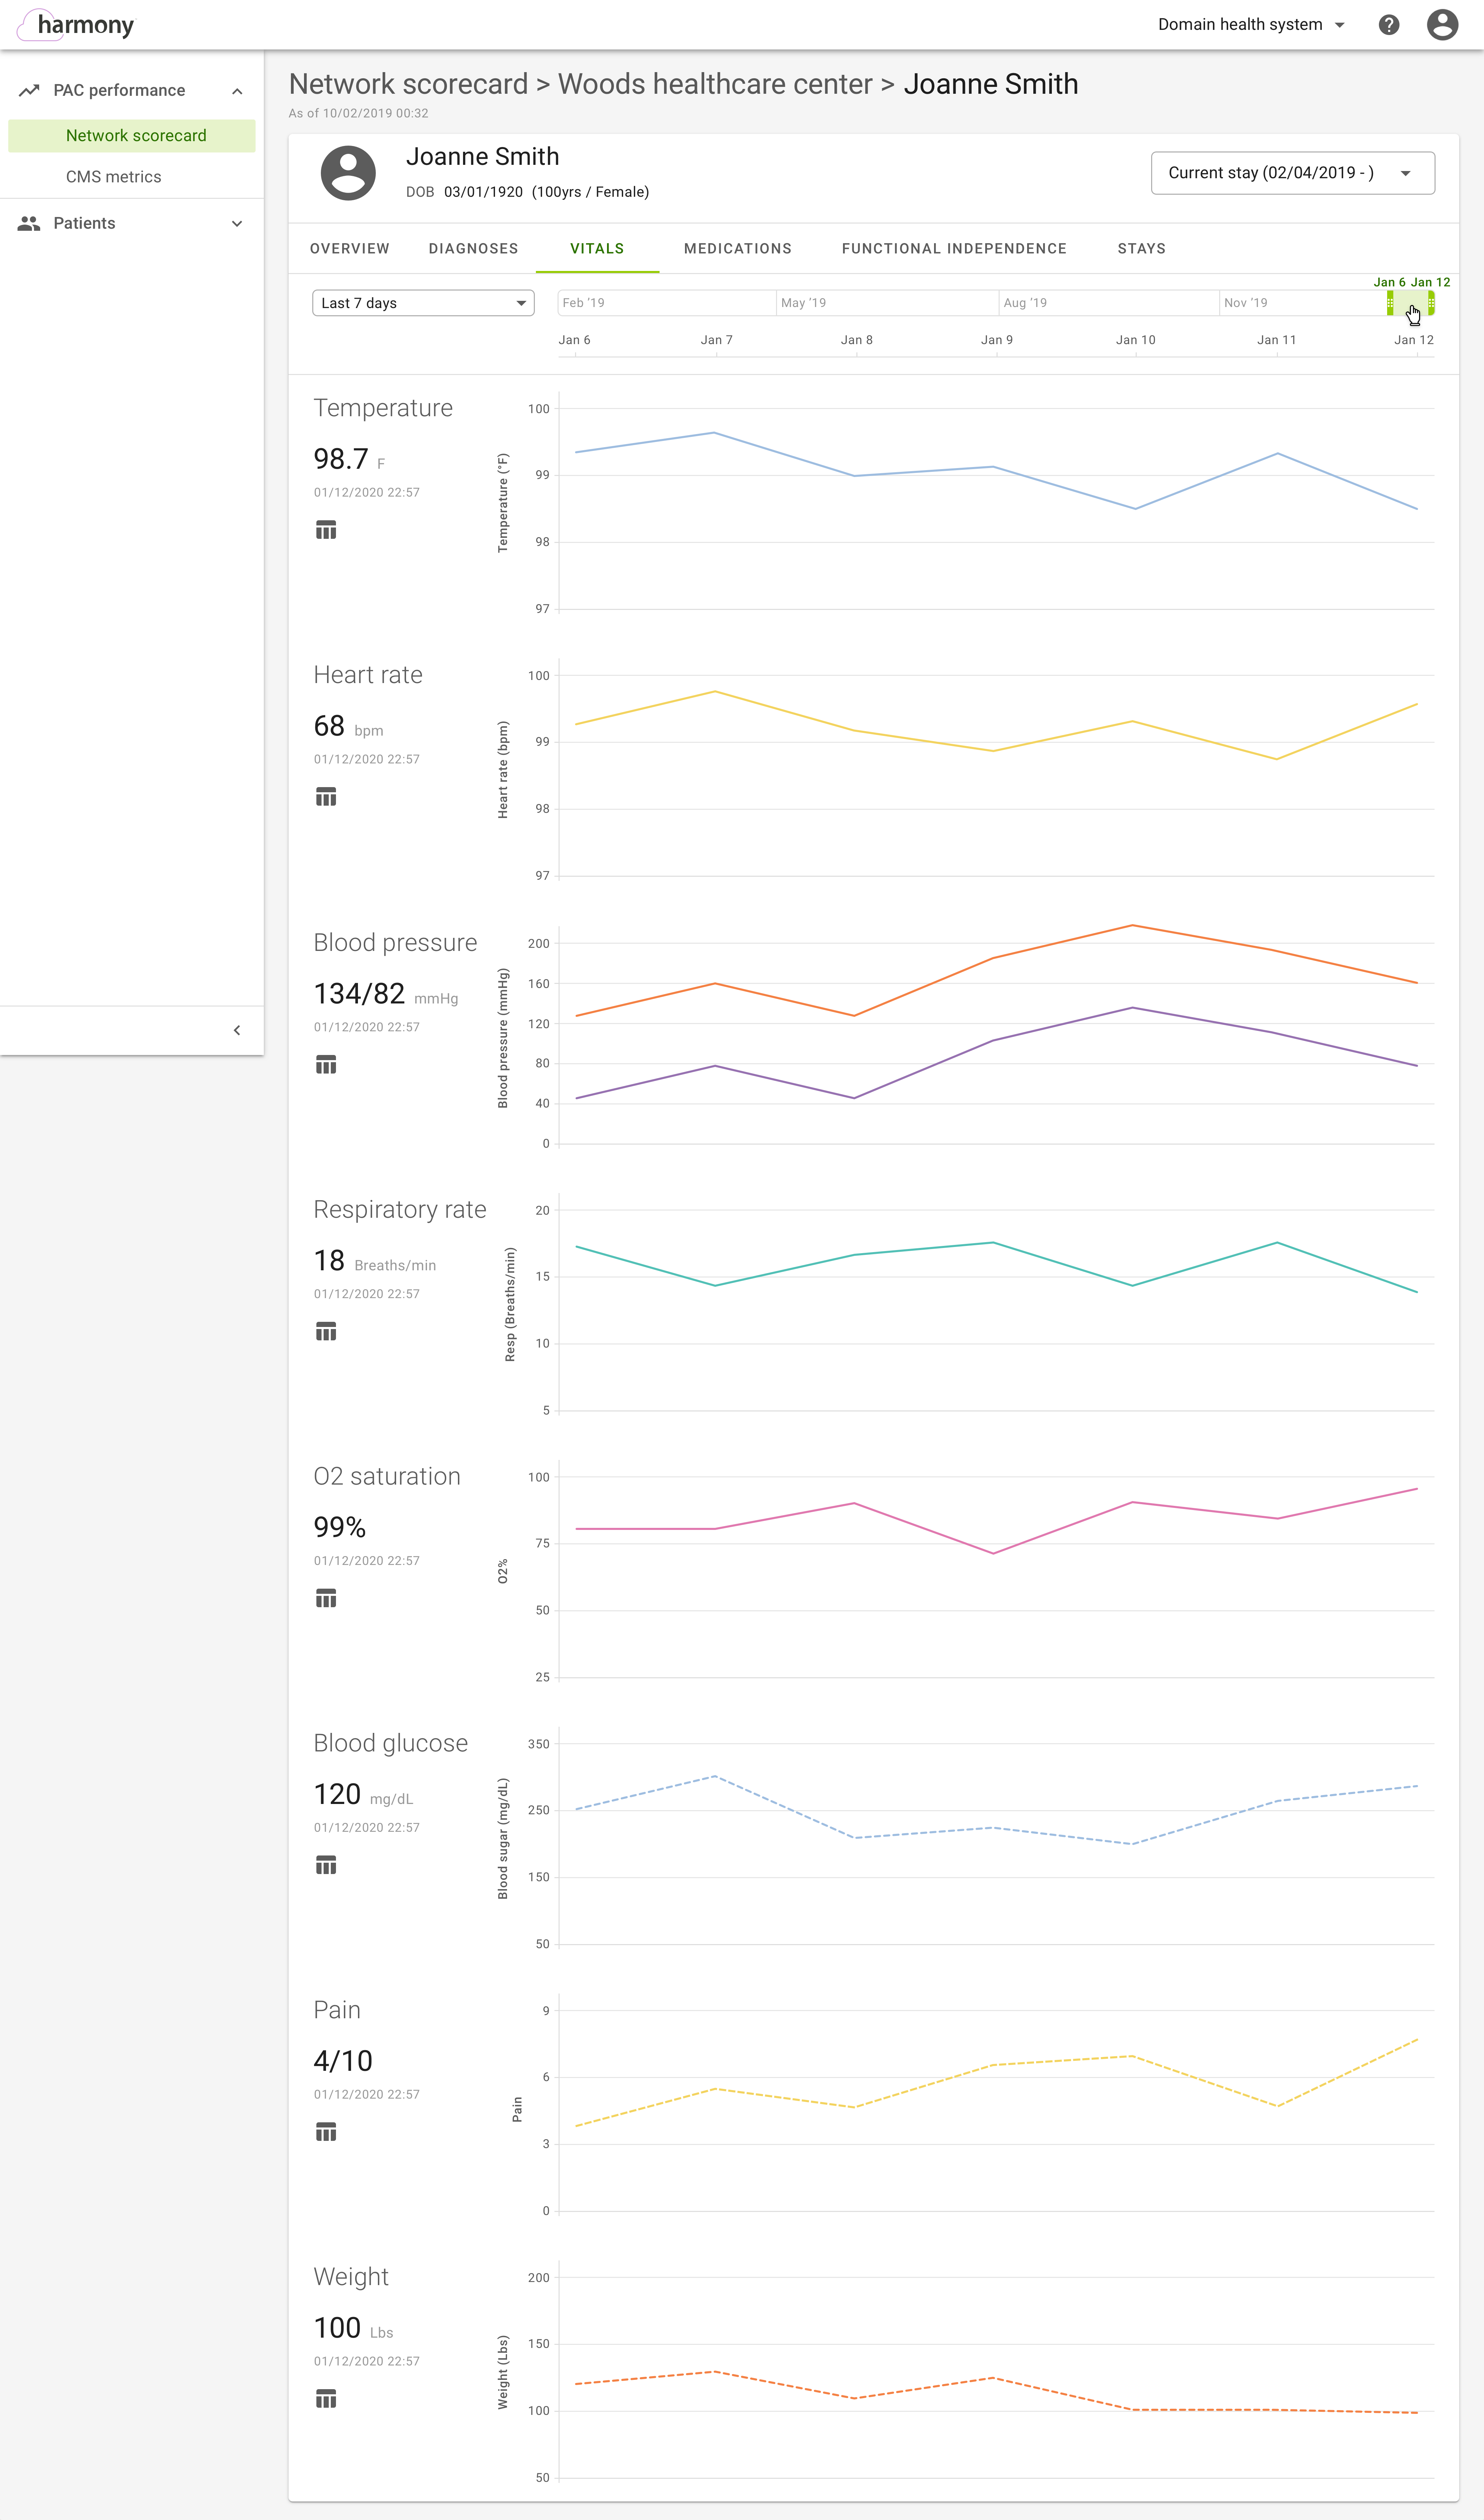 harmony
Domain health system
PAC performance
Network scorecard
CMS metrics
Patients
Network scorecard > Woods healthcare center > Joanne Smith
As of 10/02/2019 00:32
Joanne Smith
DOB 03/01/1920 (100yrs / Female)
Current stay (02/04/2019 - )
OVERVIEW DIAGNOSES VITALS MEDICATIONS FUNCTIONAL INDEPENDENCE STAYS
Jan 6 Jan 12
Last 7 days
Feb '19 May '19 Aug '19 Nov '19
Jan 6 Jan 7 Jan 8 Jan 9 Jan 10 Jan 11 Jan 12
Temperature
98.7 F
01/12/2020 22:57
Temperature (°F)
100
99
98
97
Heart rate
68 bpm
01/12/2020 22:57
Heart rate (bpm)
100
99
98
97
Blood pressure
134/82 mmHg
01/12/2020 22:57
Blood pressure (mmHg)
200
160
120
80
40
0
Respiratory rate
18 Breaths/min
01/12/2020 22:57
Resp (Breaths/min)
20
15
10
5
O2 saturation
99%
01/12/2020 22:57
O2%
100
75
50
25
Blood glucose
120 mg/dL
01/12/2020 22:57
Blood sugar (mg/dL)
350
250
150
50
Pain
4/10
01/12/2020 22:57
Pain
9
6
3
0
Weight
100 Lbs
01/12/2020 22:57
Weight (Lbs)
200
150
100
50